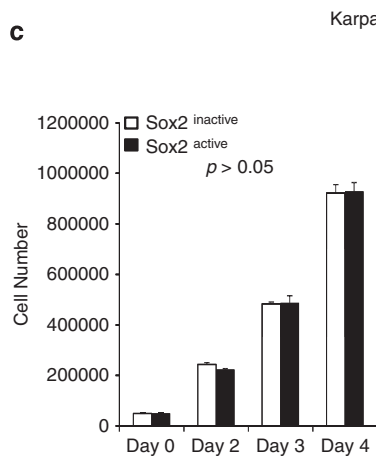 Karpa
c
1200000
1000000
800000
600000
400000
200000
0
Cell Number
Sox2 inactive
Sox2 active
p > 0.05
Day 0 Day 2 Day 3 Day 4